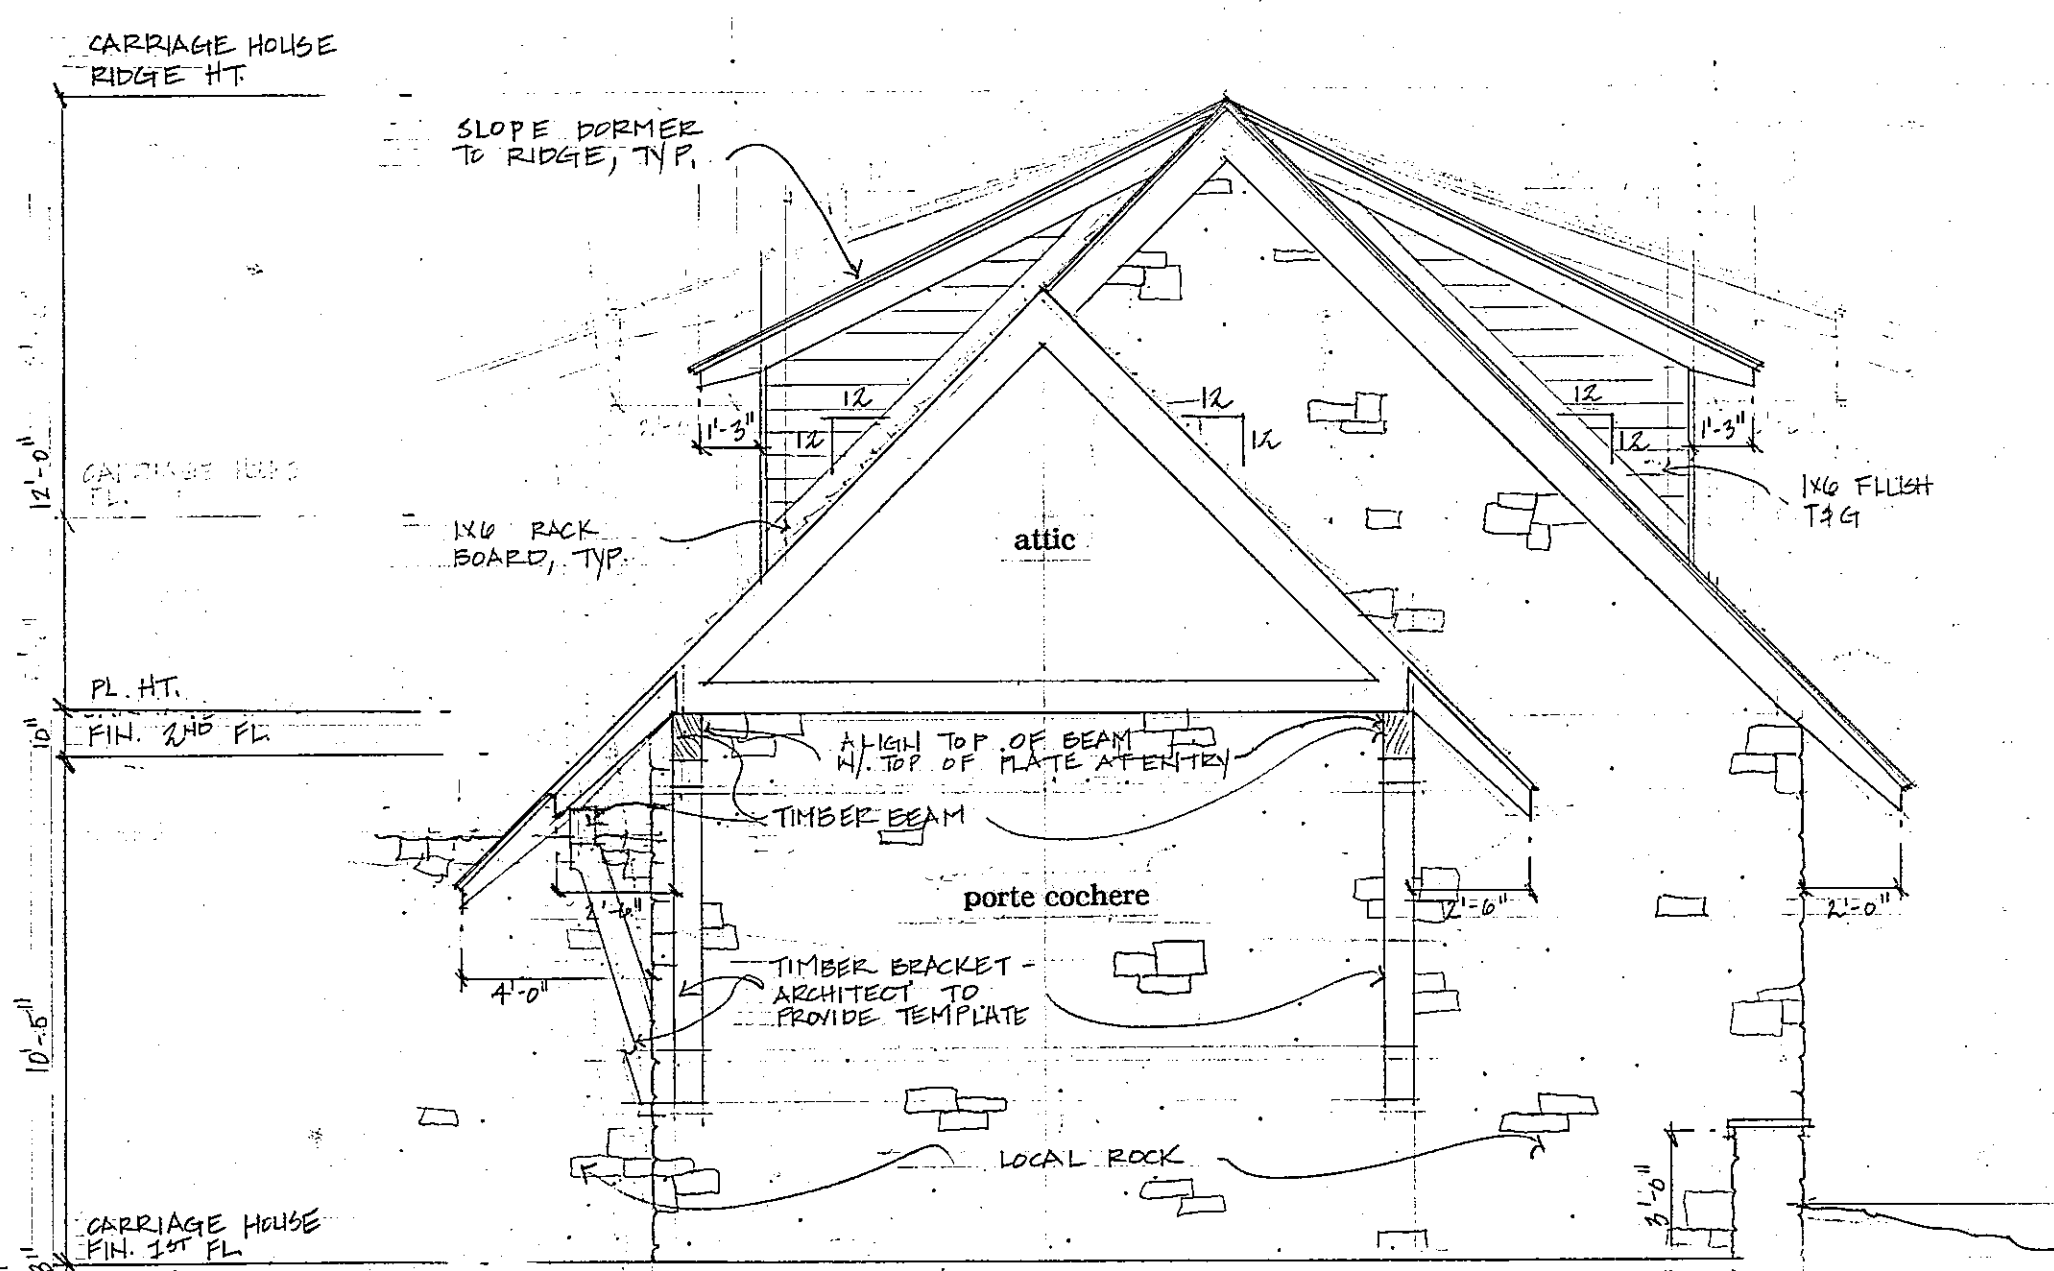 CARRIAGE HOUSE
RIDGE HT.
SLOPE DORMER
TO RIDGE, TYP.
12'-0"
1'-3"
12
12
12
12
12
12
1'-3"
1X6 FLUSH
T&G
1X6 RACK
BOARD, TYP.
attic
PL. HT.
FIN. 2ND FL.
10"
ALIGN TOP OF BEAM
W/. TOP OF PLATE AT ENTRY
TIMBER BEAM
porte cochere
2'-6"
2'-6"
2'-0"
4'-0"
TIMBER BRACKET -
ARCHITECT TO
PROVIDE TEMPLATE
10'-5"
LOCAL ROCK
3'-6"
CARRIAGE HOUSE
FIN. 1ST FL.